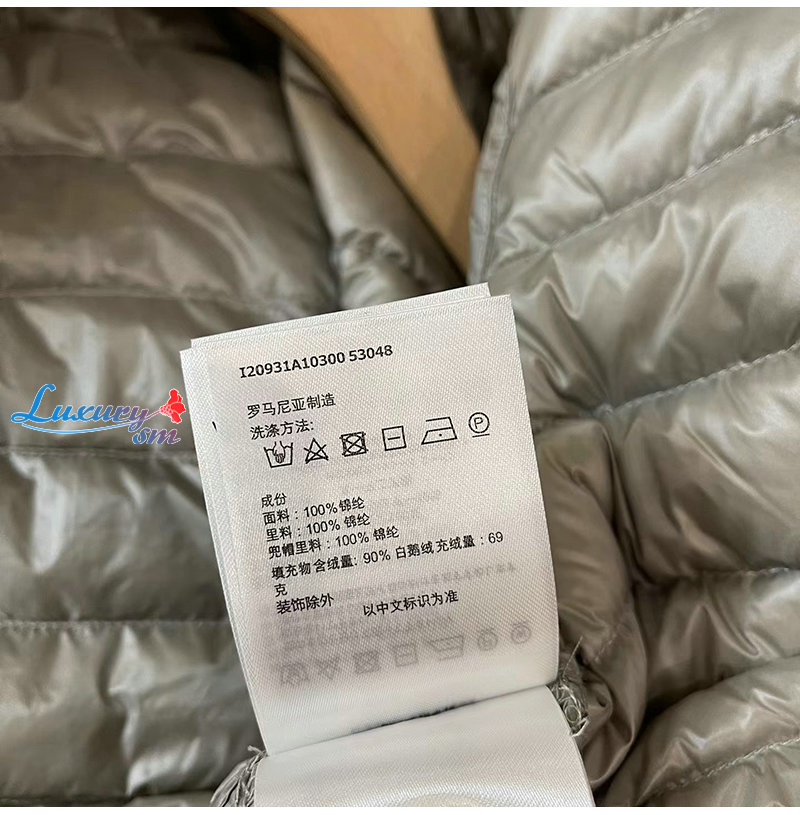 I20931A10300 53048
罗马尼亚制造
洗涤方法:
P
成份
面料：100% 锦纶
里料：100% 锦纶
兜帽里料：100% 锦纶
填充物含绒量: 90% 白鹅绒充绒量：69
克
装饰除外 以中文标识为准
Luxury
sm